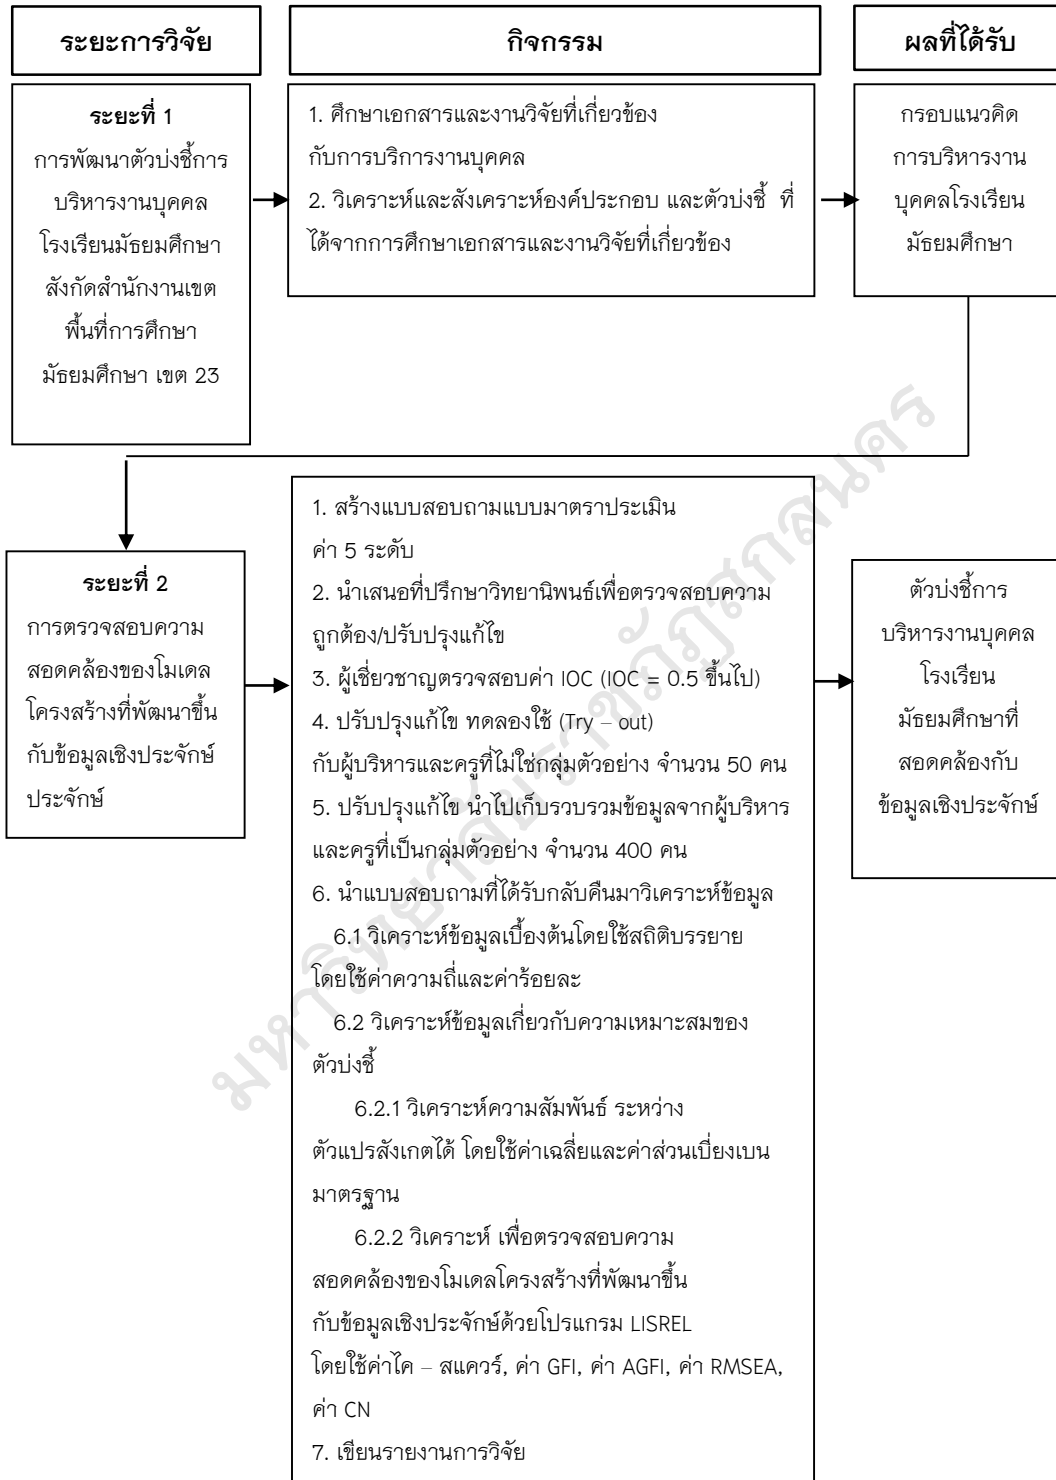 ระยะการวิจัย
กิจกรรม
ผลที่ได้รับ
ระยะที่ 1
การพัฒนาตัวบ่งชี้การ
บริหารงานบุคคล
โรงเรียนมัธยมศึกษา
สังกัดสำนักงานเขต
พื้นที่การศึกษา
มัธยมศึกษา เขต 23
1. ศึกษาเอกสารและงานวิจัยที่เกี่ยวข้อง
กับการบริการงานบุคคล
2. วิเคราะห์และสังเคราะห์องค์ประกอบ และตัวบ่งชี้ ที่
ได้จากการศึกษาเอกสารและงานวิจัยที่เกี่ยวข้อง
กรอบแนวคิด
การบริหารงาน
บุคคลโรงเรียน
มัธยมศึกษา
ระยะที่ 2
การตรวจสอบความ
สอดคล้องของโมเดล
โครงสร้างที่พัฒนาขึ้น
กับข้อมูลเชิงประจักษ์
ประจักษ์
1. สร้างแบบสอบถามแบบมาตราประเมิน
ค่า 5 ระดับ
2. นำเสนอที่ปรึกษาวิทยานิพนธ์เพื่อตรวจสอบความ
ถูกต้อง/ปรับปรุงแก้ไข
3. ผู้เชี่ยวชาญตรวจสอบค่า IOC (IOC = 0.5 ขึ้นไป)
4. ปรับปรุงแก้ไข ทดลองใช้ (Try – out)
กับผู้บริหารและครูที่ไม่ใช่กลุ่มตัวอย่าง จำนวน 50 คน
5. ปรับปรุงแก้ไข นำไปเก็บรวบรวมข้อมูลจากผู้บริหาร
และครูที่เป็นกลุ่มตัวอย่าง จำนวน 400 คน
6. นำแบบสอบถามที่ได้รับกลับคืนมาวิเคราะห์ข้อมูล
6.1 วิเคราะห์ข้อมูลเบื้องต้นโดยใช้สถิติบรรยาย
โดยใช้ค่าความถี่และค่าร้อยละ
6.2 วิเคราะห์ข้อมูลเกี่ยวกับความเหมาะสมของ
ตัวบ่งชี้
6.2.1 วิเคราะห์ความสัมพันธ์ ระหว่าง
ตัวแปรสังเกตได้ โดยใช้ค่าเฉลี่ยและค่าส่วนเบี่ยงเบน
มาตรฐาน
6.2.2 วิเคราะห์ เพื่อตรวจสอบความ
สอดคล้องของโมเดลโครงสร้างที่พัฒนาขึ้น
กับข้อมูลเชิงประจักษ์ด้วยโปรแกรม LISREL
โดยใช้ค่าไค – สแควร์, ค่า GFI, ค่า AGFI, ค่า RMSEA,
ค่า CN
7. เขียนรายงานการวิจัย
ตัวบ่งชี้การ
บริหารงานบุคคล
โรงเรียน
มัธยมศึกษาที่
สอดคล้องกับ
ข้อมูลเชิงประจักษ์
มหาวิทยาลัยราชภัฏสกลนคร